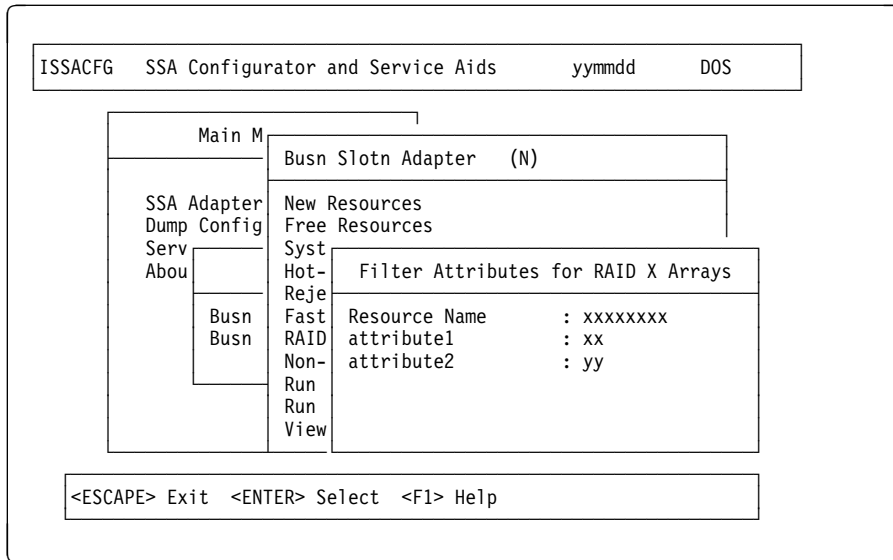 ISSACFG SSA Configurator and Service Aids yymmdd DOS
Main M
Busn Slotn Adapter (N)
SSA Adapter New Resources
Dump Config Free Resources
Serv Syst
Abou Hot- Filter Attributes for RAID X Arrays
Reje
Busn Fast Resource Name : xxxxxxxx
Busn RAID attribute1 : xx
Non- attribute2 : yy
Run
Run
View
<ESCAPE> Exit <ENTER> Select <F1> Help